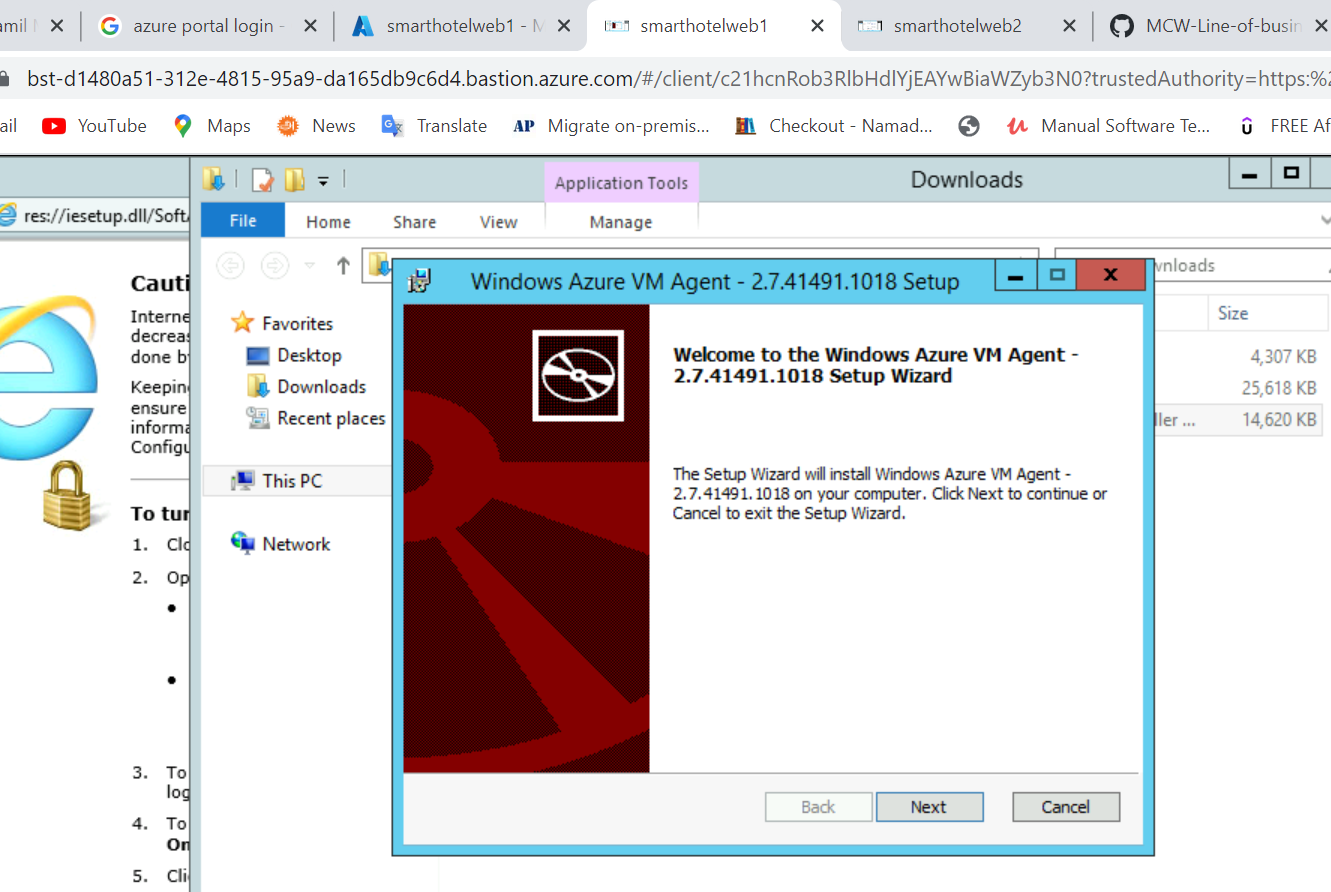 amil
azure portal login -
smarthotelweb1 - M
smarthotelweb1
smarthotelweb2
MCW-Line-of-busin
bst-d1480a51-312e-4815-95a9-da165db9c6d4.bastion.azure.com/#/client/c21hcnRob3RlbHdlYjEAYwBiaWZyb3N0?trustedAuthority=https:%2
ail
YouTube
Maps
News
Translate
AP
Migrate on-premis...
Checkout - Namad...
Manual Software Te...
FREE Af
Application Tools
Downloads
res://iesetup.dll/Soft
File
Home
Share
View
Manage
wnloads
Windows Azure VM Agent - 2.7.41491.1018 Setup
Cauti
Interne
decreas
done by
Keeping
ensure
informa
Configu
Favorites
Desktop
Downloads
Recent places
This PC
Network
Size
4,307 KB
25,618 KB
ller ...
14,620 KB
Welcome to the Windows Azure VM Agent -
2.7.41491.1018 Setup Wizard
The Setup Wizard will install Windows Azure VM Agent -
2.7.41491.1018 on your computer. Click Next to continue or
Cancel to exit the Setup Wizard.
To tur
1. Clo
2. Op
3. To
log
4. To
On
5. Cli
Back
Next
Cancel